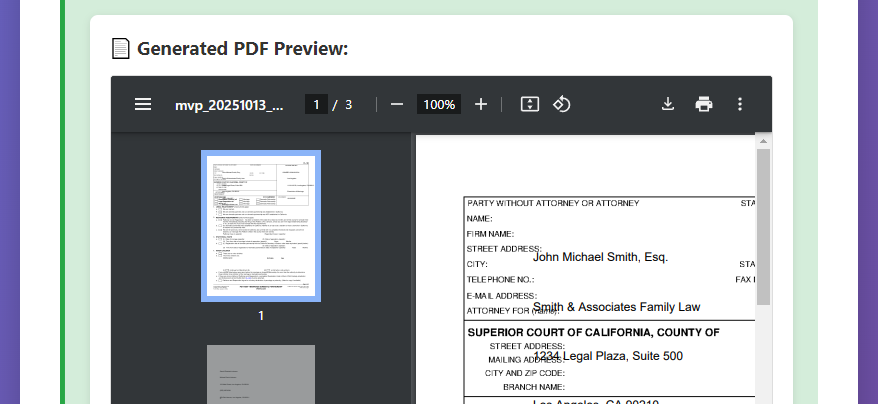 Generated PDF Preview:
mvp_20251013_... 1 / 3 100%
PARTY WITHOUT ATTORNEY OR ATTORNEY STA
NAME:
FIRM NAME:
STREET ADDRESS:
John Michael Smith, Esq.
CITY: STA
TELEPHONE NO.: FAX
E-MAIL ADDRESS:
Smith & Associates Family Law
ATTORNEY FOR (name):
SUPERIOR COURT OF CALIFORNIA, COUNTY OF
STREET ADDRESS:
1234 Legal Plaza, Suite 500
MAILING ADDRESS:
CITY AND ZIP CODE:
BRANCH NAME:
Los Angeles, CA 90210
1